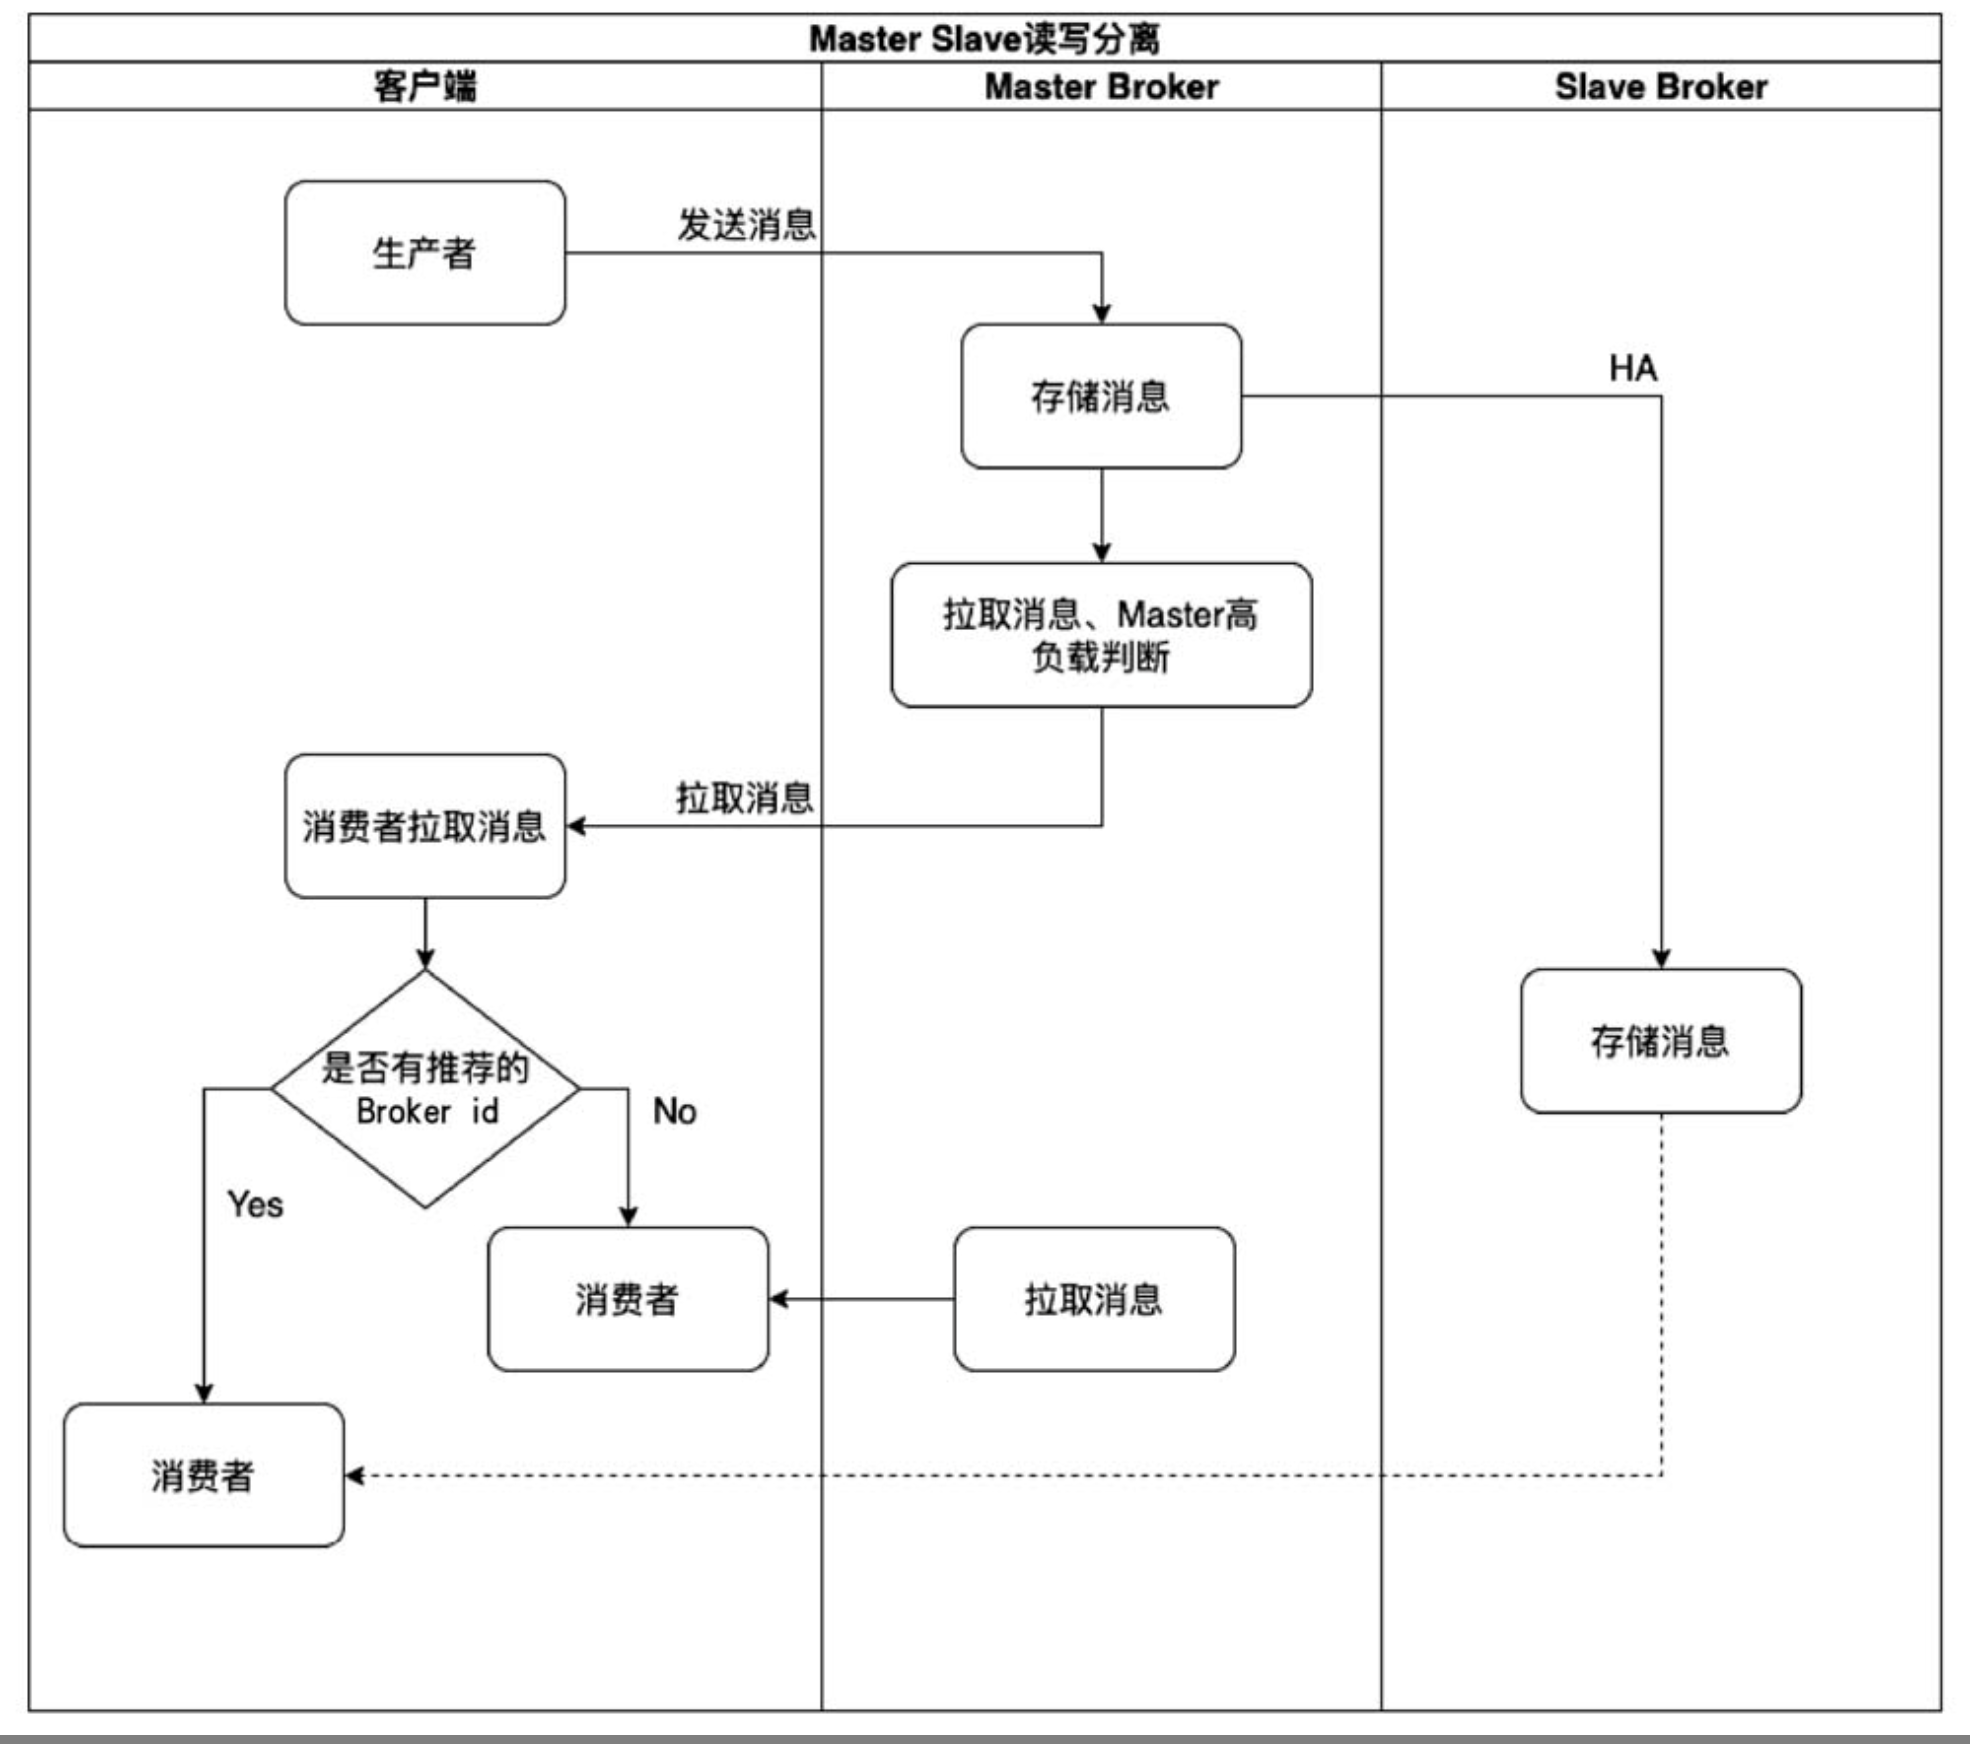 Master Slave读写分离
客户端
Master Broker
Slave Broker
生产者
发送消息
存储消息
HA
拉取消息、Master高
负载判断
消费者拉取消息
拉取消息
是否有推荐的
Broker id
No
Yes
存储消息
消费者
拉取消息
消费者